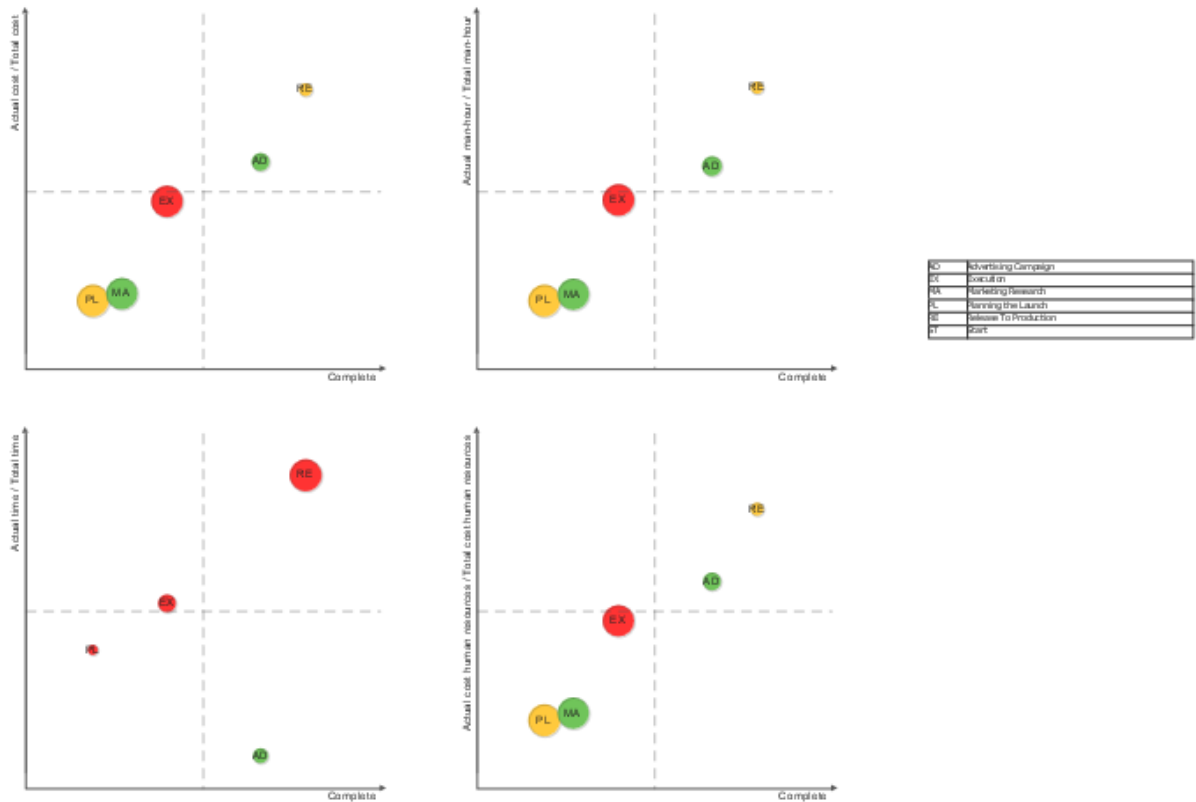 Actual cost / Total cost
RE
AD
EX
PL
MA
Complete
Actual man-hour / Total man-hour
RE
AD
EX
PL
MA
Complete
AD Advertising Campaign
EX Execution
MA Marketing Research
PL Planning the Launch
RE Release To Production
ST Start
Actual time / Total time
RE
EX
PL
AD
Complete
Actual cost human resources / Total cost human resources
RE
AD
EX
PL
MA
Complete